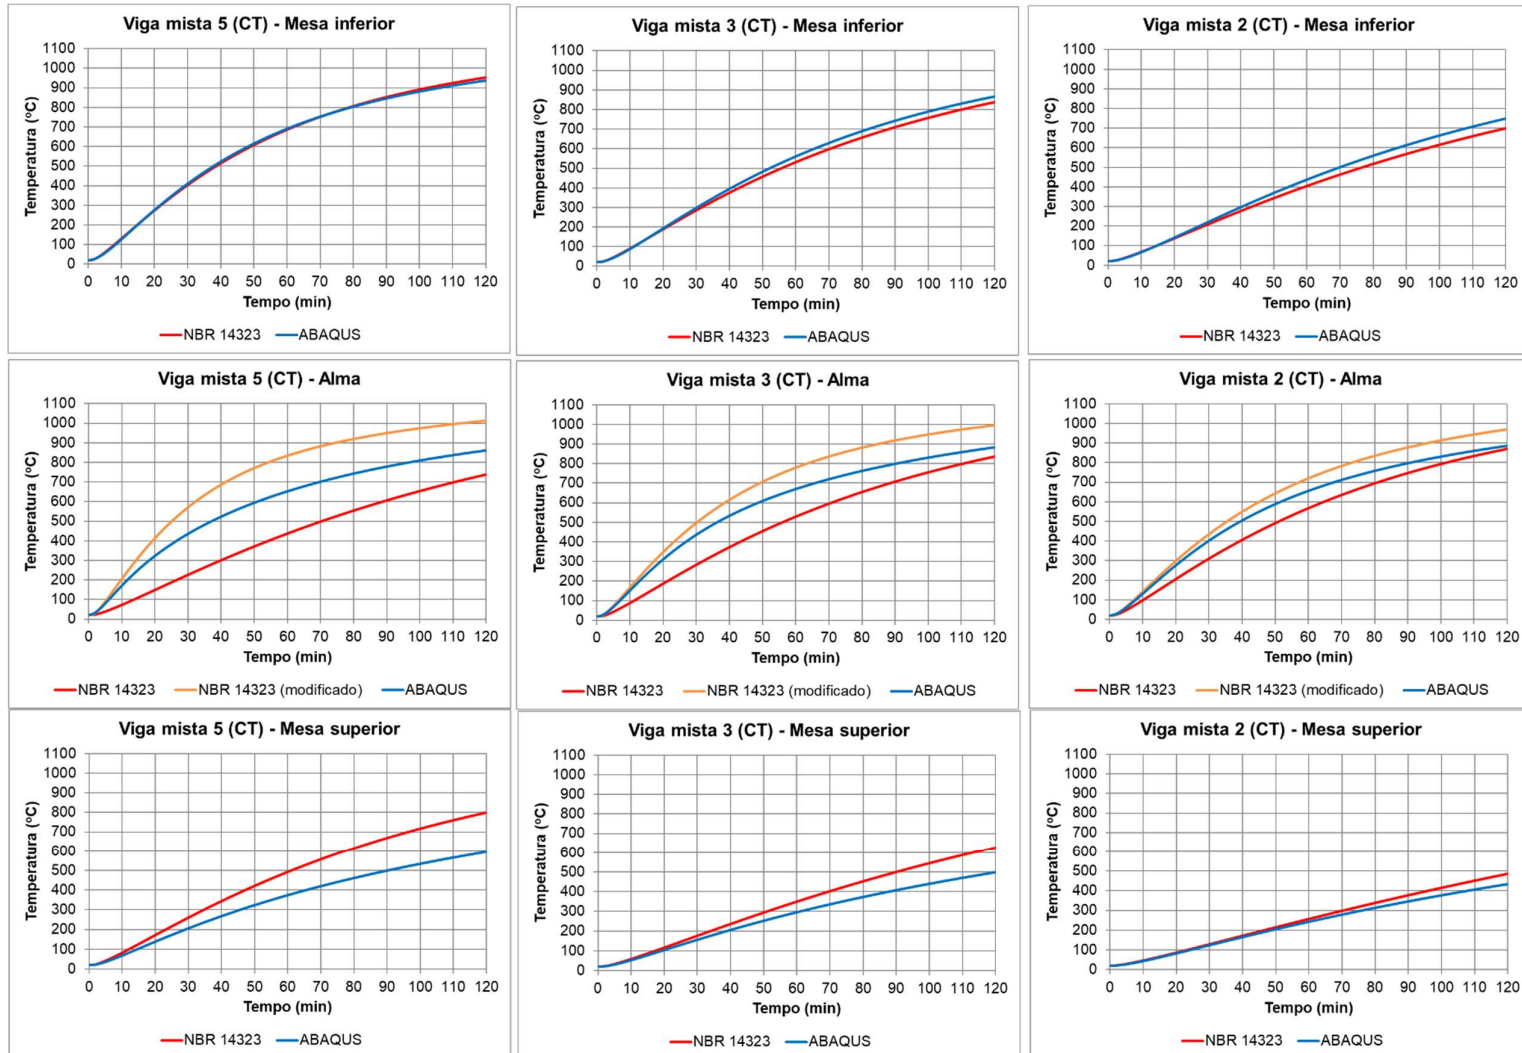 Viga mista 5 (CT) - Mesa inferior
1100
1000
900
800
700
600
500
400
300
200
100
0
Temperatura (ºC)
0 10 20 30 40 50 60 70 80 90 100 110 120
Tempo (min)
NBR 14323 ABAQUS
Viga mista 3 (CT) - Mesa inferior
1100
1000
900
800
700
600
500
400
300
200
100
0
Temperatura (ºC)
0 10 20 30 40 50 60 70 80 90 100 110 120
Tempo (min)
NBR 14323 ABAQUS
Viga mista 2 (CT) - Mesa inferior
1100
1000
900
800
700
600
500
400
300
200
100
0
Temperatura (ºC)
0 10 20 30 40 50 60 70 80 90 100 110 120
Tempo (min)
NBR 14323 ABAQUS
Viga mista 5 (CT) - Alma
1100
1000
900
800
700
600
500
400
300
200
100
0
Temperatura (ºC)
0 10 20 30 40 50 60 70 80 90 100 110 120
Tempo (min)
NBR 14323 NBR 14323 (modificado) ABAQUS
Viga mista 3 (CT) - Alma
1100
1000
900
800
700
600
500
400
300
200
100
0
Temperatura (ºC)
0 10 20 30 40 50 60 70 80 90 100 110 120
Tempo (min)
NBR 14323 NBR 14323 (modificado) ABAQUS
Viga mista 2 (CT) - Alma
1100
1000
900
800
700
600
500
400
300
200
100
0
Temperatura (ºC)
0 10 20 30 40 50 60 70 80 90 100 110 120
Tempo (min)
NBR 14323 NBR 14323 (modificado) ABAQUS
Viga mista 5 (CT) - Mesa superior
1100
1000
900
800
700
600
500
400
300
200
100
0
Temperatura (ºC)
0 10 20 30 40 50 60 70 80 90 100 110 120
Tempo (min)
NBR 14323 ABAQUS
Viga mista 3 (CT) - Mesa superior
1100
1000
900
800
700
600
500
400
300
200
100
0
Temperatura (ºC)
0 10 20 30 40 50 60 70 80 90 100 110 120
Tempo (min)
NBR 14323 ABAQUS
Viga mista 2 (CT) - Mesa superior
1100
1000
900
800
700
600
500
400
300
200
100
0
Temperatura (ºC)
0 10 20 30 40 50 60 70 80 90 100 110 120
Tempo (min)
NBR 14323 ABAQUS